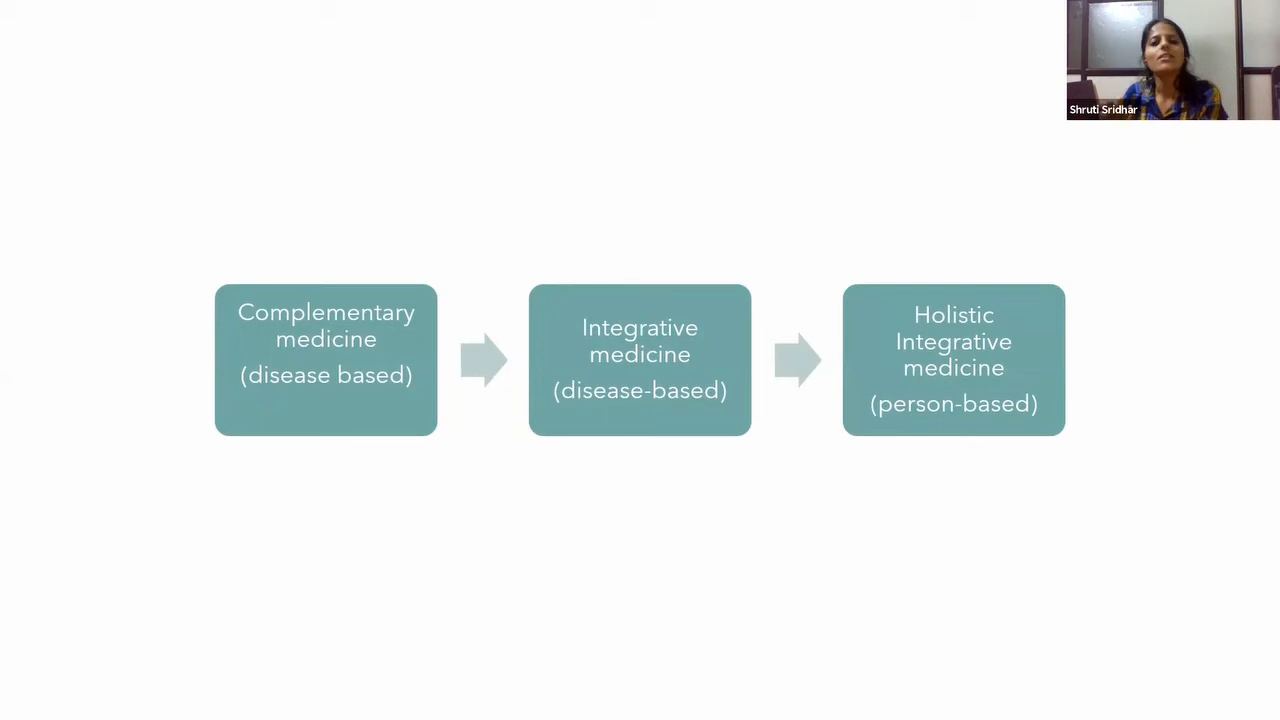 Shruti Sridhar
Complementary
medicine
(disease based)
Integrative
medicine
(disease-based)
Holistic
Integrative
medicine
(person-based)